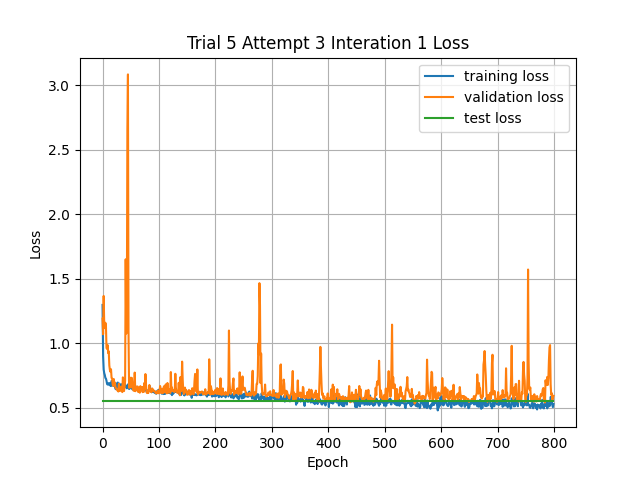 Trial 5 Attempt 3 Interation 1 Loss
training loss
validation loss
test loss
3.0
2.5
2.0
1.5
1.0
0.5
Loss
0 100 200 300 400 500 600 700 800
Epoch